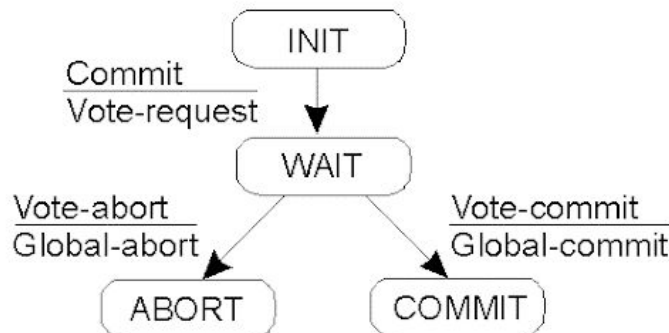 INIT
Commit
Vote-request
WAIT
Vote-abort
Global-abort
Vote-commit
Global-commit
ABORT
COMMIT